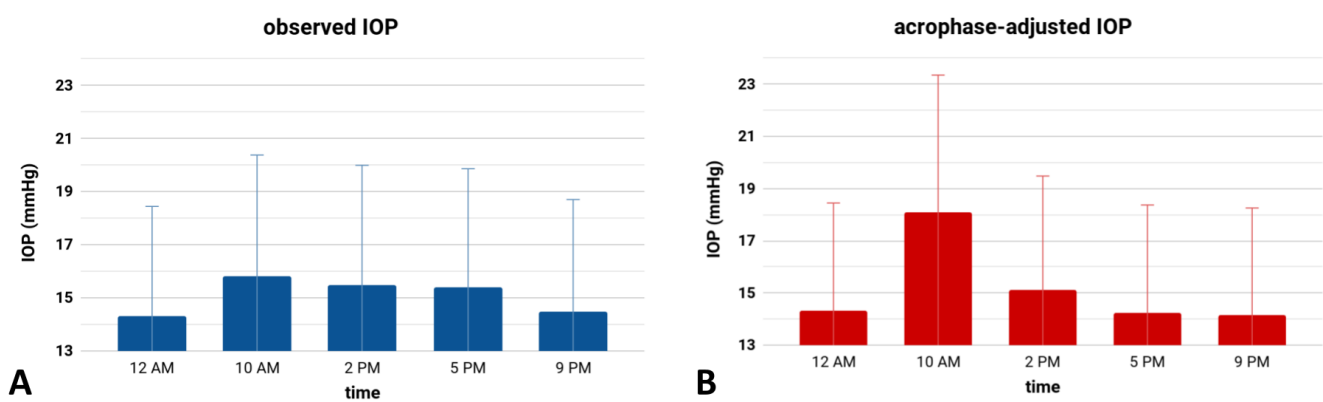 observed IOP
23
21
19
17
15
13
IOP (mmHg)
12 AM 10 AM 2 PM 5 PM 9 PM
time
A
acrophase-adjusted IOP
23
21
19
17
15
13
IOP (mmHg)
12 AM 10 AM 2 PM 5 PM 9 PM
time
B